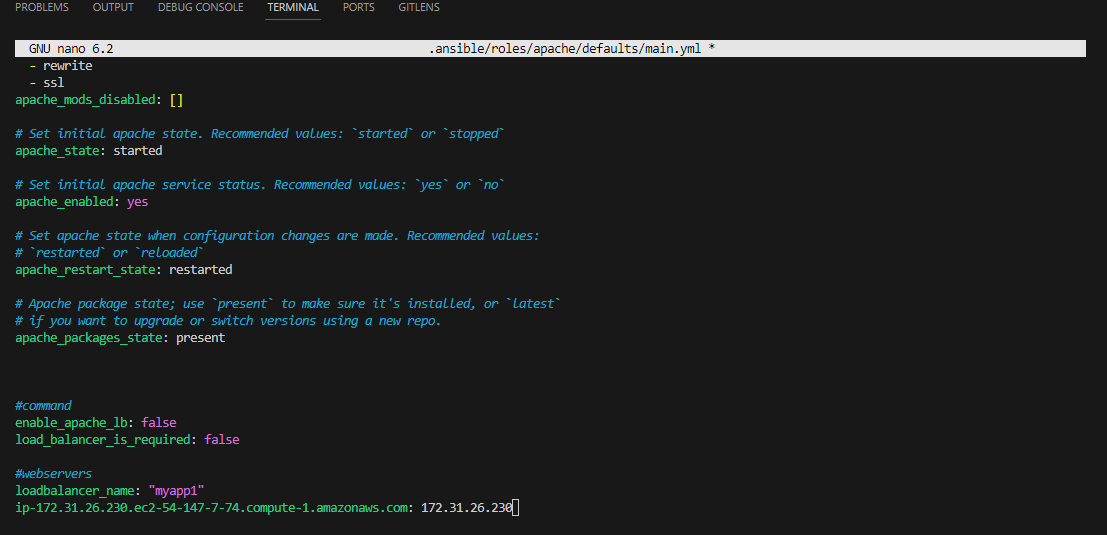 PROBLEMS OUTPUT DEBUG CONSOLE TERMINAL PORTS GITLENS
GNU nano 6.2 .ansible/roles/apache/defaults/main.yml *
- rewrite
- ssl
apache_mods_disabled: []
# Set initial apache state. Recommended values: `started` or `stopped`
apache_state: started
# Set initial apache service status. Recommended values: `yes` or `no`
apache_enabled: yes
# Set apache state when configuration changes are made. Recommended values:
# `restarted` or `reloaded`
apache_restart_state: restarted
# Apache package state; use `present` to make sure it's installed, or `latest`
# if you want to upgrade or switch versions using a new repo.
apache_packages_state: present
#command
enable_apache_lb: false
load_balancer_is_required: false
#webservers
loadbalancer_name: "myapp1"
ip-172.31.26.230.ec2-54-147-7-74.compute-1.amazonaws.com: 172.31.26.230